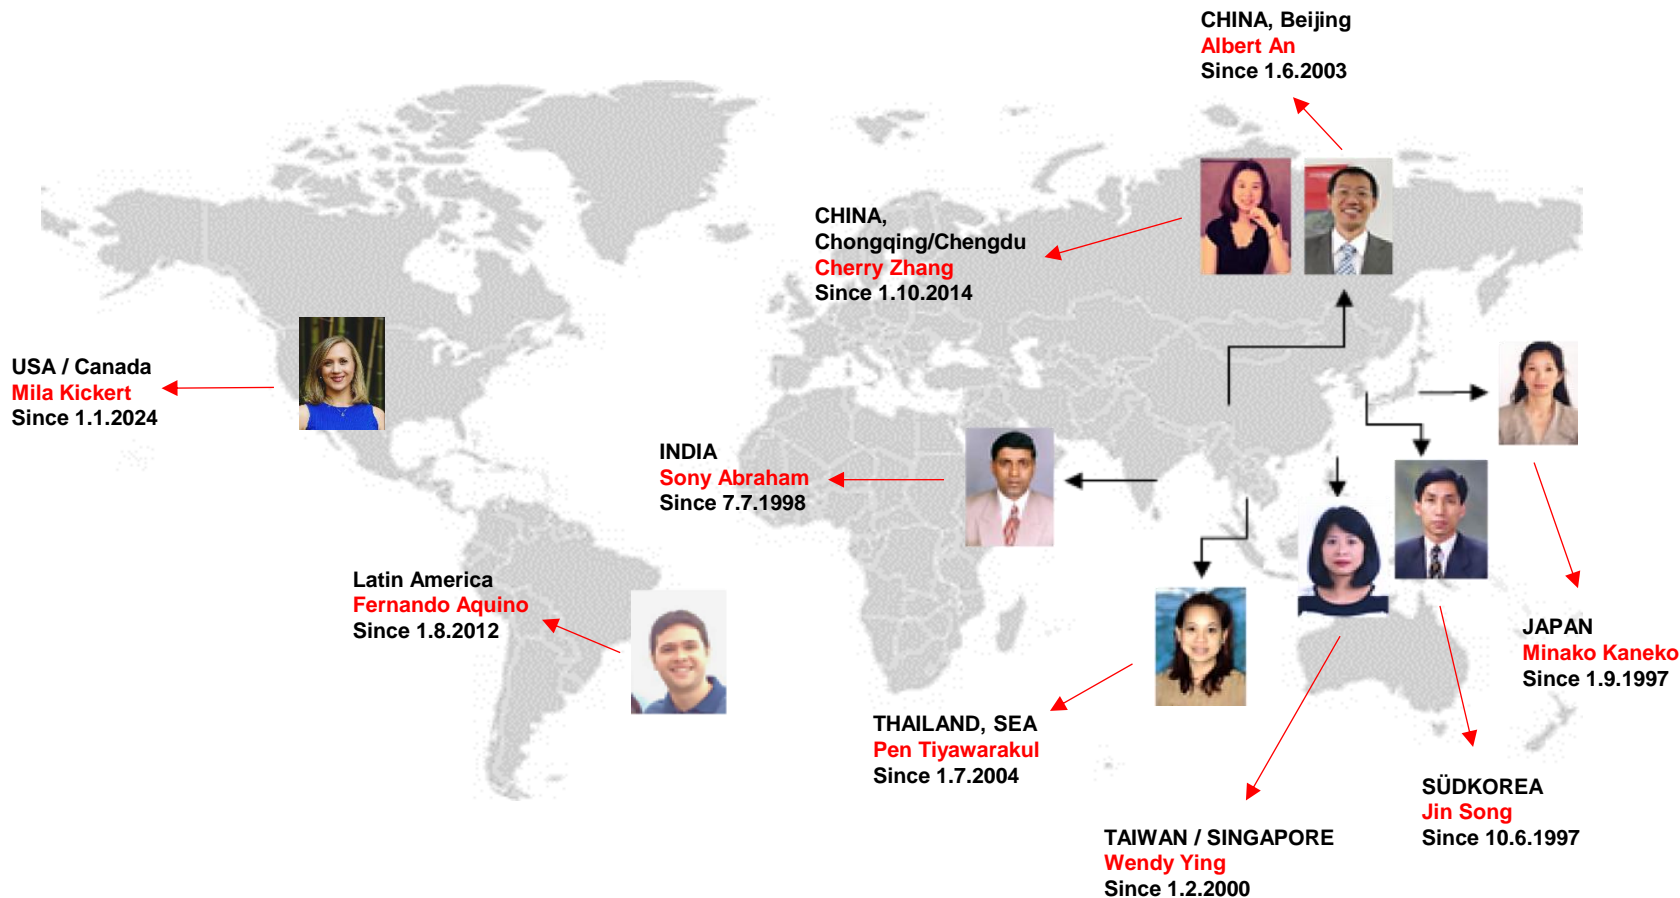 CHINA, Beijing
Albert An
Since 1.6.2003
CHINA,
Chongqing/Chengdu
Cherry Zhang
Since 1.10.2014
USA / Canada
Mila Kickert
Since 1.1.2024
INDIA
Sony Abraham
Since 7.7.1998
Latin America
Fernando Aquino
Since 1.8.2012
JAPAN
Minako Kaneko
Since 1.9.1997
THAILAND, SEA
Pen Tiyawarakul
Since 1.7.2004
SÜDKOREA
Jin Song
Since 10.6.1997
TAIWAN / SINGAPORE
Wendy Ying
Since 1.2.2000